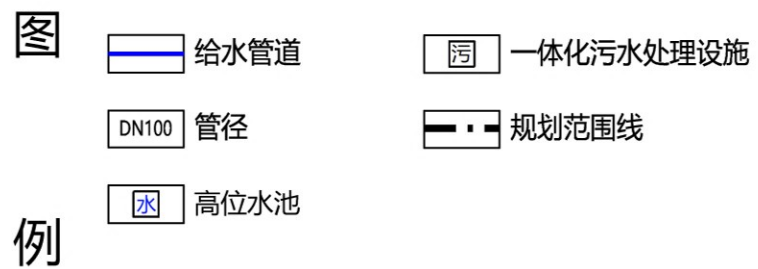 图
给水管道
污 一体化污水处理设施
DN100 管径
规划范围线
水 高位水池
例